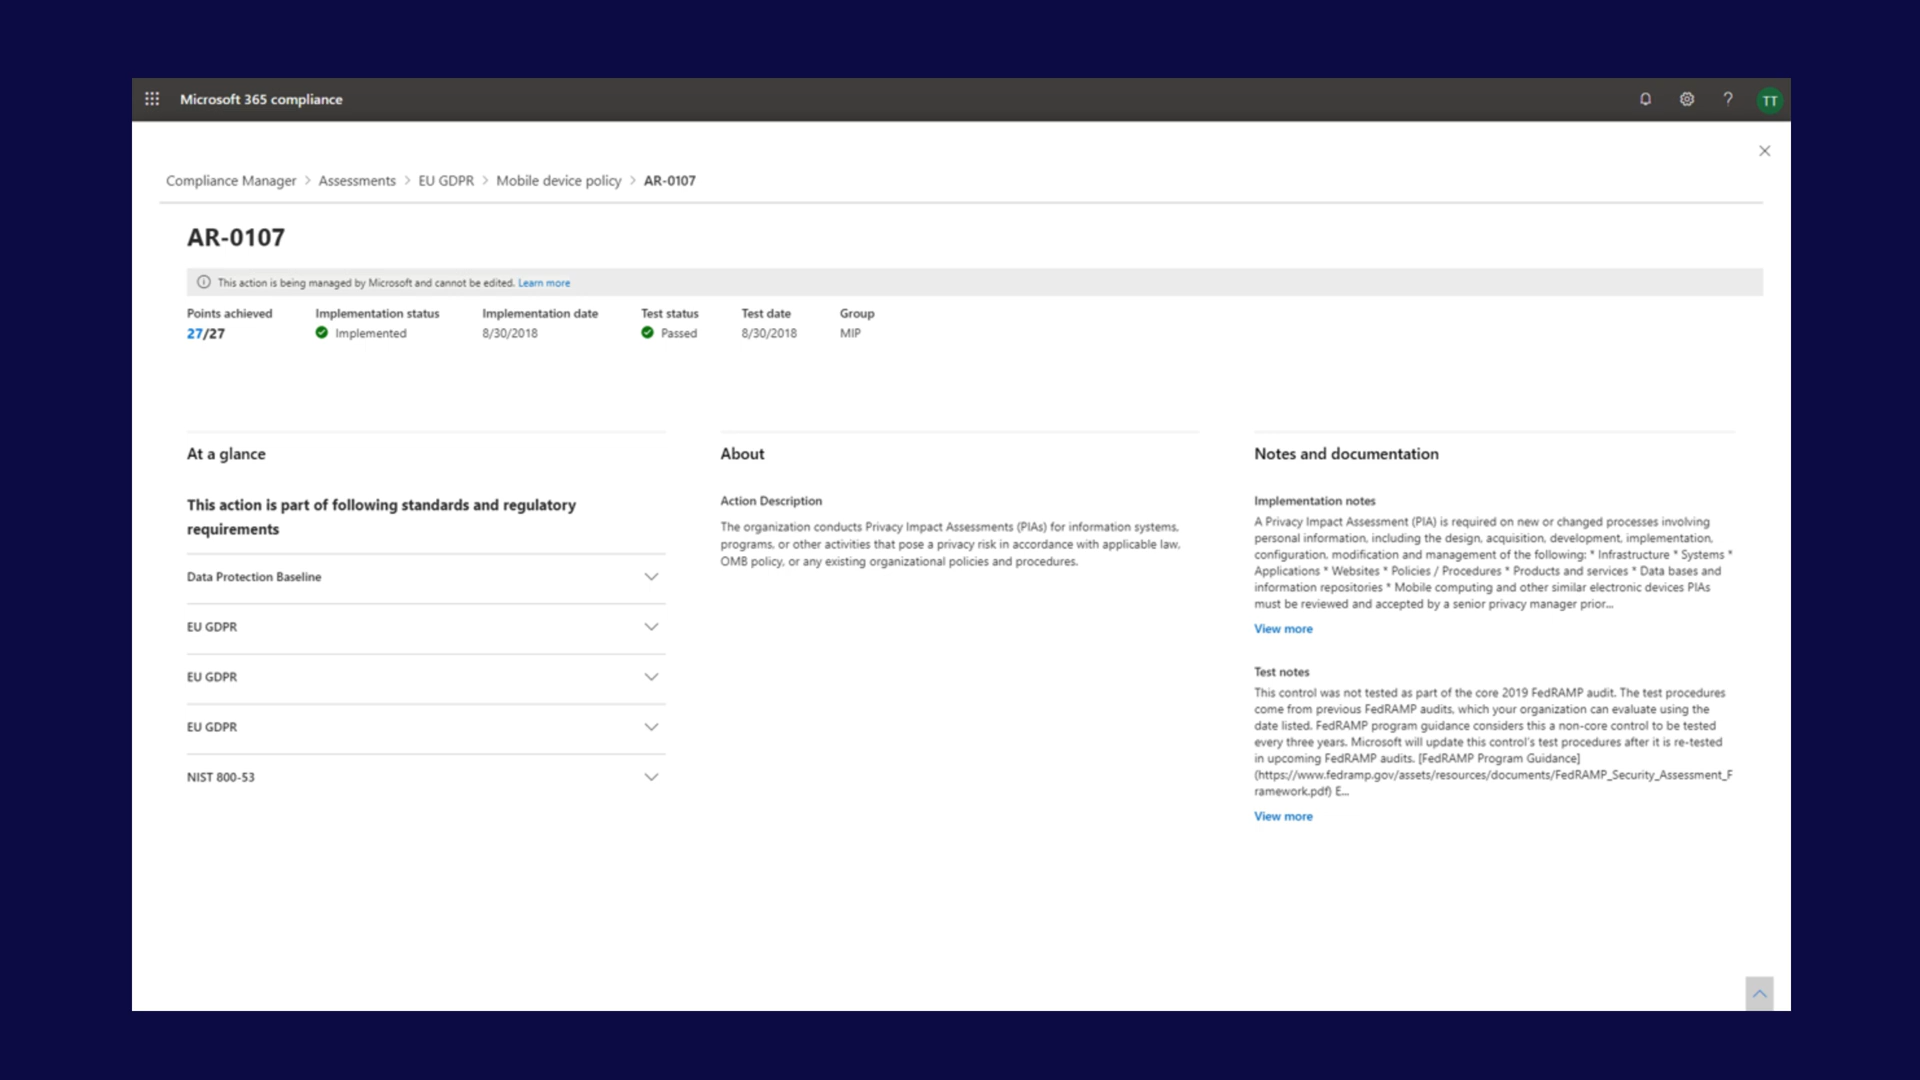 Microsoft 365 compliance
?
TT
Compliance Manager > Assessments > EU GDPR > Mobile device policy > AR-0107
AR-0107
This action is being managed by Microsoft and cannot be edited. Learn more
Points achieved
27/27
Implementation status
Implemented
Implementation date
8/30/2018
Test status
Passed
Test date
8/30/2018
Group
MIP
At a glance
This action is part of following standards and regulatory
requirements
Data Protection Baseline
EU GDPR
EU GDPR
EU GDPR
NIST 800-53
About
Action Description
The organization conducts Privacy Impact Assessments (PIAs) for information systems,
programs, or other activities that pose a privacy risk in accordance with applicable law,
OMB policy, or any existing organizational policies and procedures.
Notes and documentation
Implementation notes
A Privacy Impact Assessment (PIA) is required on new or changed processes involving
personal information, including the design, acquisition, development, implementation,
configuration, modification and management of the following: * Infrastructure * Systems *
Applications * Websites * Policies / Procedures * Products and services * Data bases and
information repositories * Mobile computing and other similar electronic devices PIAs
must be reviewed and accepted by a senior privacy manager prior...
View more
Test notes
This control was not tested as part of the core 2019 FedRAMP audit. The test procedures
come from previous FedRAMP audits, which your organization can evaluate using the
date listed. FedRAMP program guidance considers this a non-core control to be tested
every three years. Microsoft will update this control's test procedures after it is re-tested
in upcoming FedRAMP audits. [FedRAMP Program Guidance]
(https://www.fedramp.gov/assets/resources/documents/FedRAMP_Security_Assessment_F
ramework.pdf) E...
View more